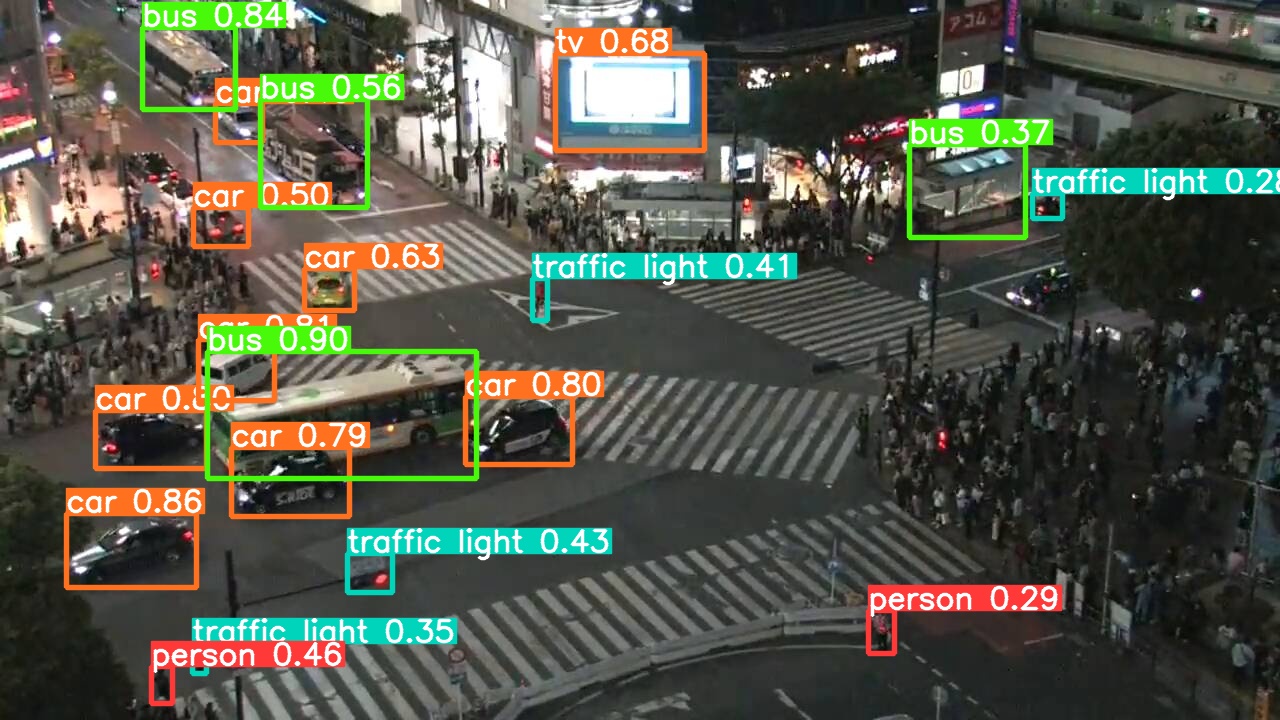 bus 0.84
tv 0.68
アコム
car
bus 0.56
bus 0.37
traffic light 0.28
car 0.50
car 0.63
traffic light 0.41
car 0.81
bus 0.90
car 0.80
car 0.80
car 0.79
car 0.86
traffic light 0.43
person 0.29
traffic light 0.35
person 0.46